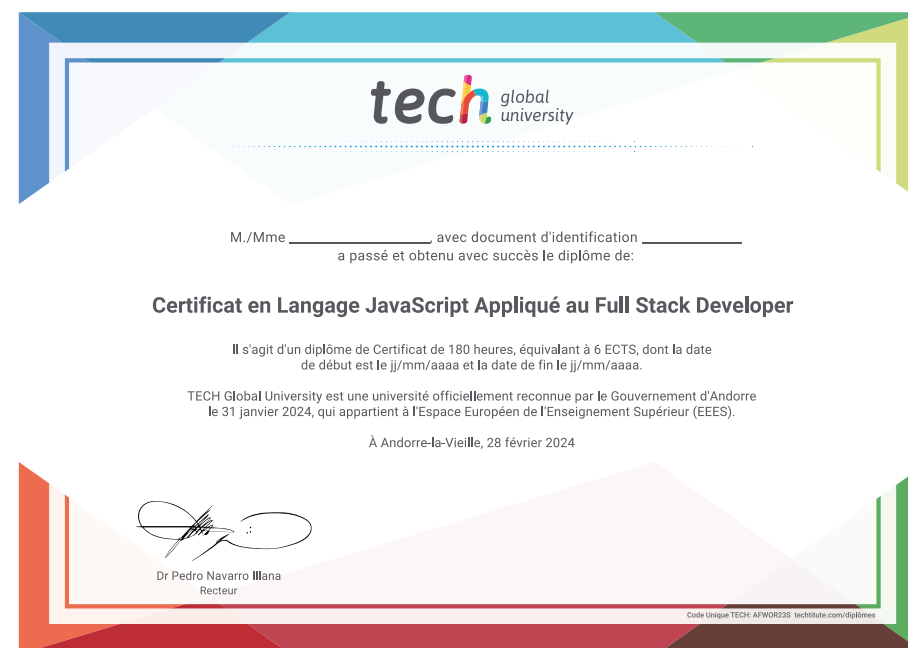 tech global
university
M./Mme ____________, avec document d'identification ____________
a passé et obtenu avec succès le diplôme de:
Certificat en Langage JavaScript Appliqué au Full Stack Developer
Il s'agit d'un diplôme de Certificat de 180 heures, équivalant à 6 ECTS, dont la date
de début est le jj/mm/aaaa et la date de fin le jj/mm/aaaa.
TECH Global University est une université officiellement reconnue par le Gouvernement d'Andorre
le 31 janvier 2024, qui appartient à l'Espace Européen de l'Enseignement Supérieur (EEES).
À Andorre-la-Vieille, 28 février 2024
Dr Pedro Navarro Illana
Recteur
Code Unique TECH: AFWOR23S techtitute.com/diplômes